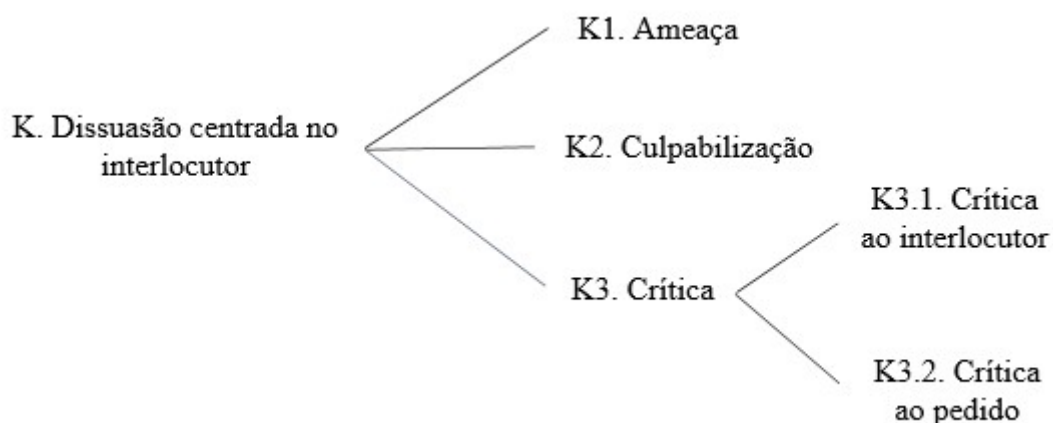 K1. Ameaça
K. Dissuasão centrada no
interlocutor
K2. Culpabilização
K3.1. Crítica
ao interlocutor
K3. Crítica
K3.2. Crítica
ao pedido